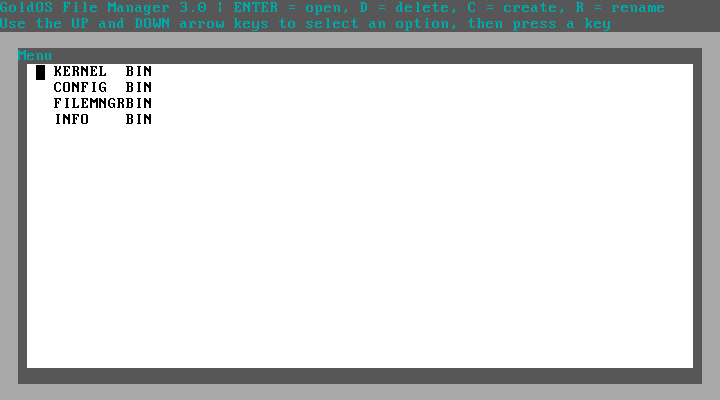 GoldOS File Manager 3.0 | ENTER = open, D = delete, C = create, R = rename
Use the UP and DOWN arrow keys to select an option, then press a key
Menu
KERNEL  BIN
CONFIG  BIN
FILEMNGRBIN
INFO    BIN